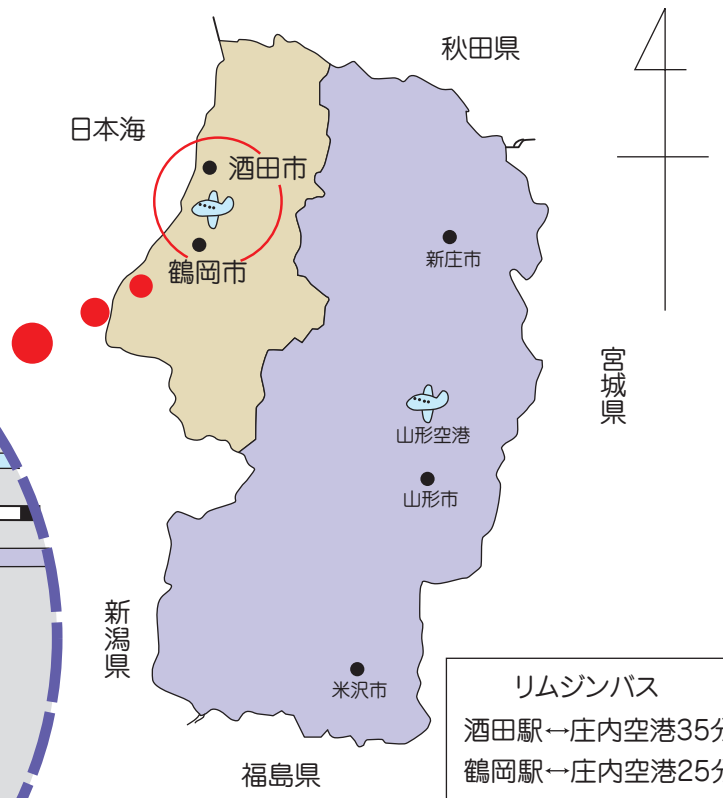 秋田県
日本海
酒田市
鶴岡市
新庄市
宮城県
山形空港
山形市
新潟県
米沢市
福島県
リムジンバス
酒田駅↔庄内空港35分
鶴岡駅↔庄内空港25分